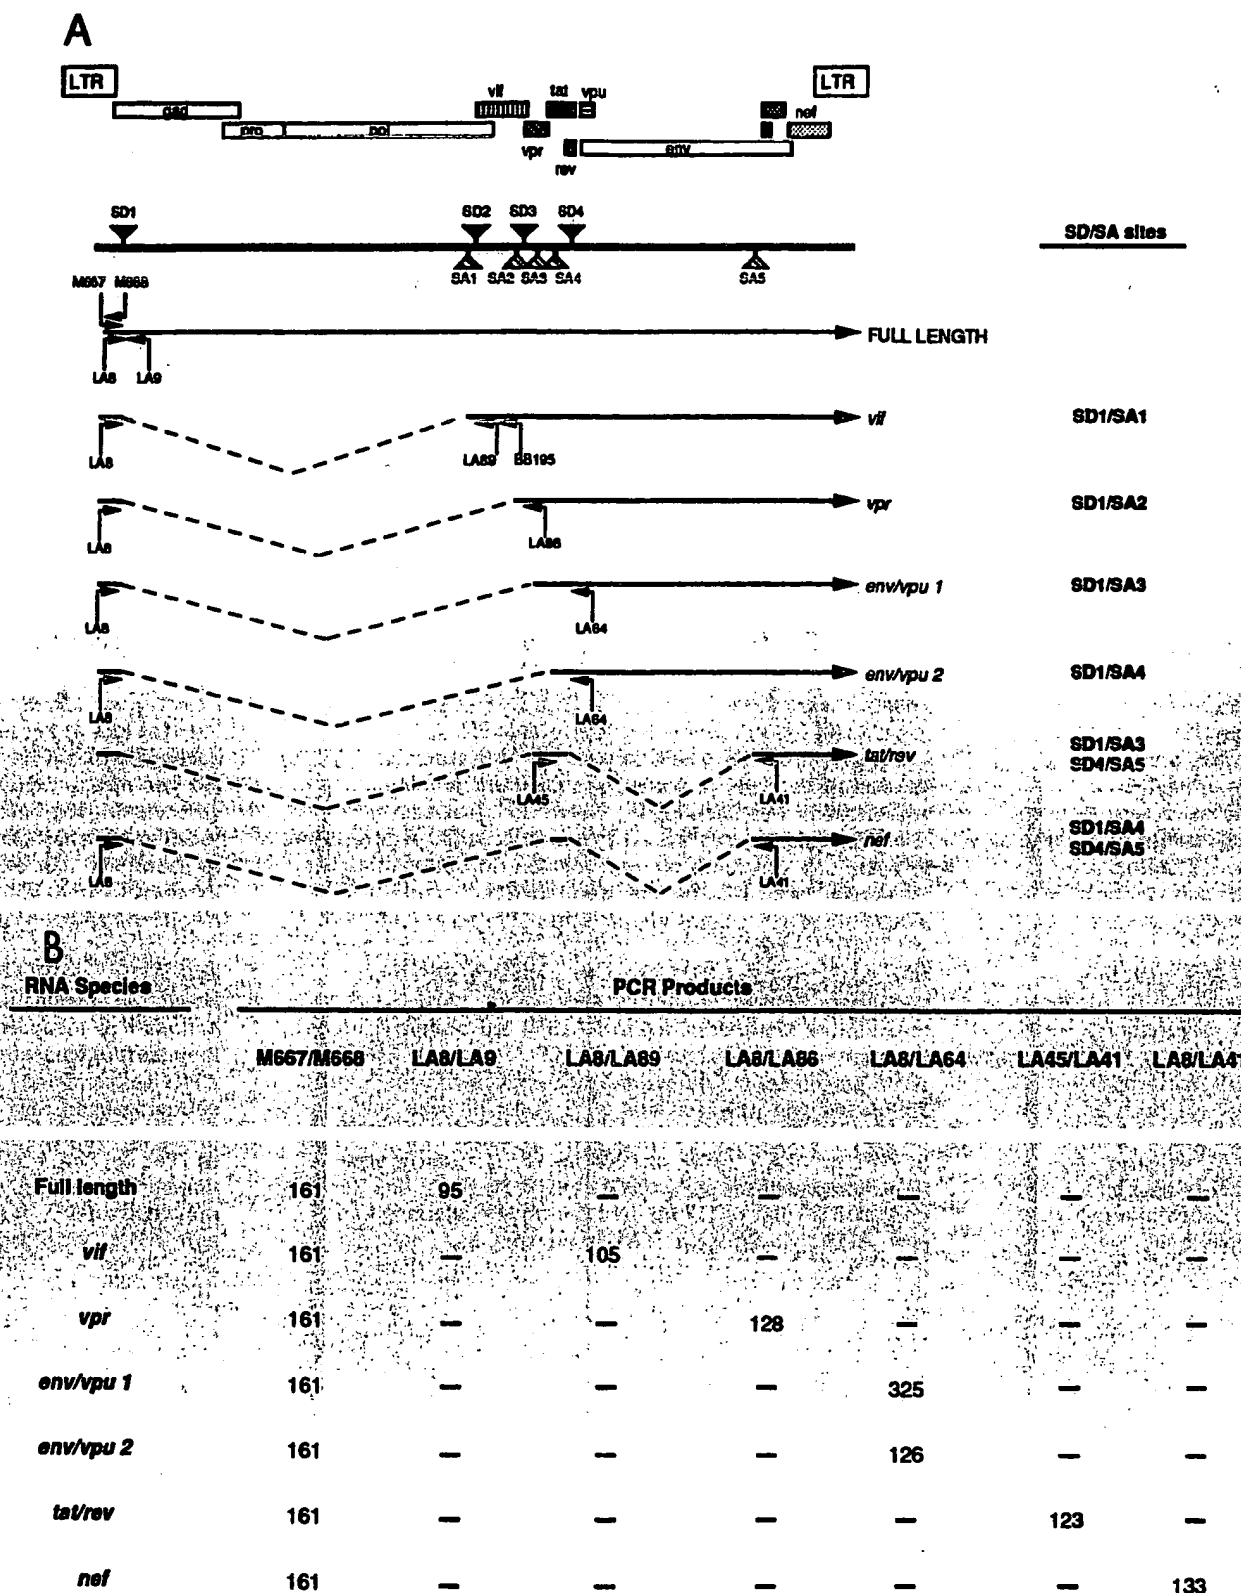 A
LTR LTR
vif tat vpu
gag nef
pro pol
vpr env
rev
SD1 SD2 SD3 SD4
SD/SA sites
SA1 SA2 SA3 SA4 SA5
M667 M668
FULL LENGTH
LA8 LA9
vif SD1/SA1
LA8 LA89 BB195
vpr SD1/SA2
LA8 LA86
env/vpu 1 SD1/SA3
LA8 LA64
env/vpu 2 SD1/SA4
LA8 LA64
tat/rev SD1/SA3
SD4/SA5
LA45 LA41
nef SD1/SA4
SD4/SA5
LA8 LA41
B
RNA Species PCR Products
M667/M668 LA8/LA9 LA8/LA89 LA8/LA86 LA8/LA64 LA45/LA41 LA8/LA41
Full length 161 95 – – – – –
vif 161 – 105 – – – –
vpr 161 – – 128 – – –
env/vpu 1 161 – – – 325 – –
env/vpu 2 161 – – – 126 – –
tat/rev 161 – – – – 123 –
nef 161 – – – – – 133